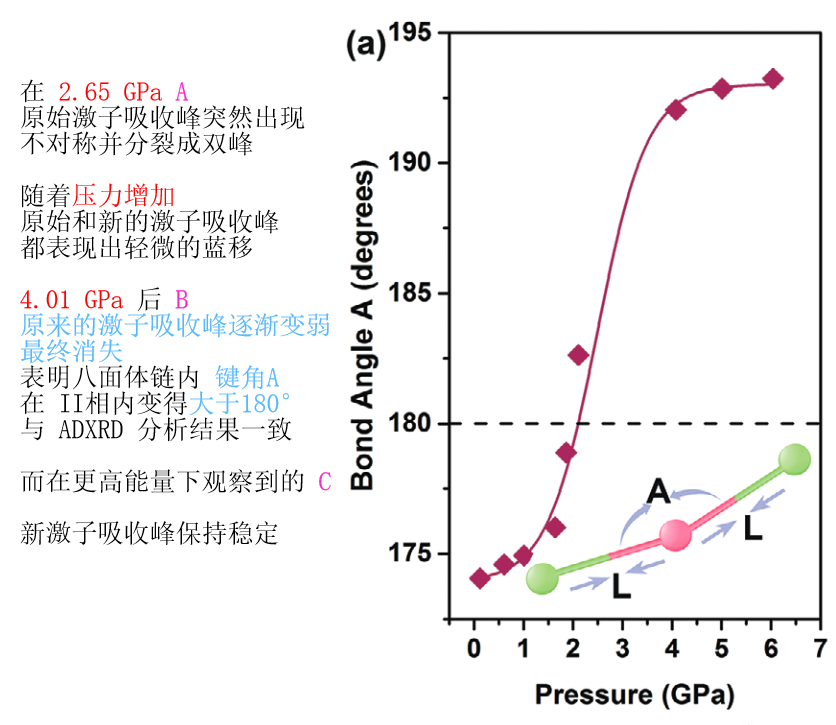 在 2.65 GPa A
原始激子吸收峰突然出现
不对称并分裂成双峰
随着压力增加
原始和新的激子吸收峰
都表现出轻微的蓝移
4.01 GPa 后 B
原来的激子吸收峰逐渐变弱
最终消失
表明八面体链内 键角A
在 II相内变得大于180°
与 ADXRD 分析结果一致
而在更高能量下观察到的 C
新激子吸收峰保持稳定
(a)
195
190
185
180
175
Bond Angle A (degrees)
A
L
L
0 1 2 3 4 5 6 7
Pressure (GPa)